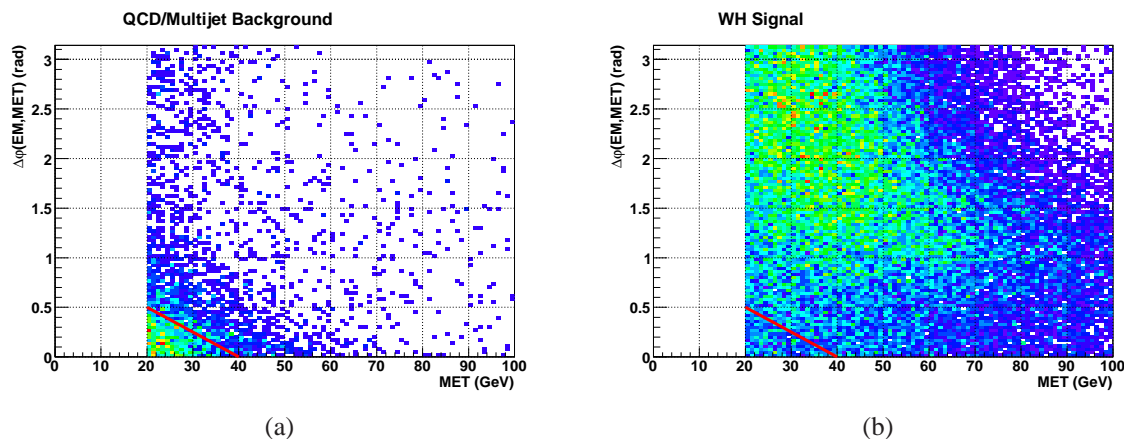 QCD/Multijet Background
Δφ(EM,MET) (rad)
3
2.5
2
1.5
1
0.5
0
0 10 20 30 40 50 60 70 80 90 100
MET (GeV)
(a)
WH Signal
Δφ(EM,MET) (rad)
3
2.5
2
1.5
1
0.5
0
0 10 20 30 40 50 60 70 80 90 100
MET (GeV)
(b)